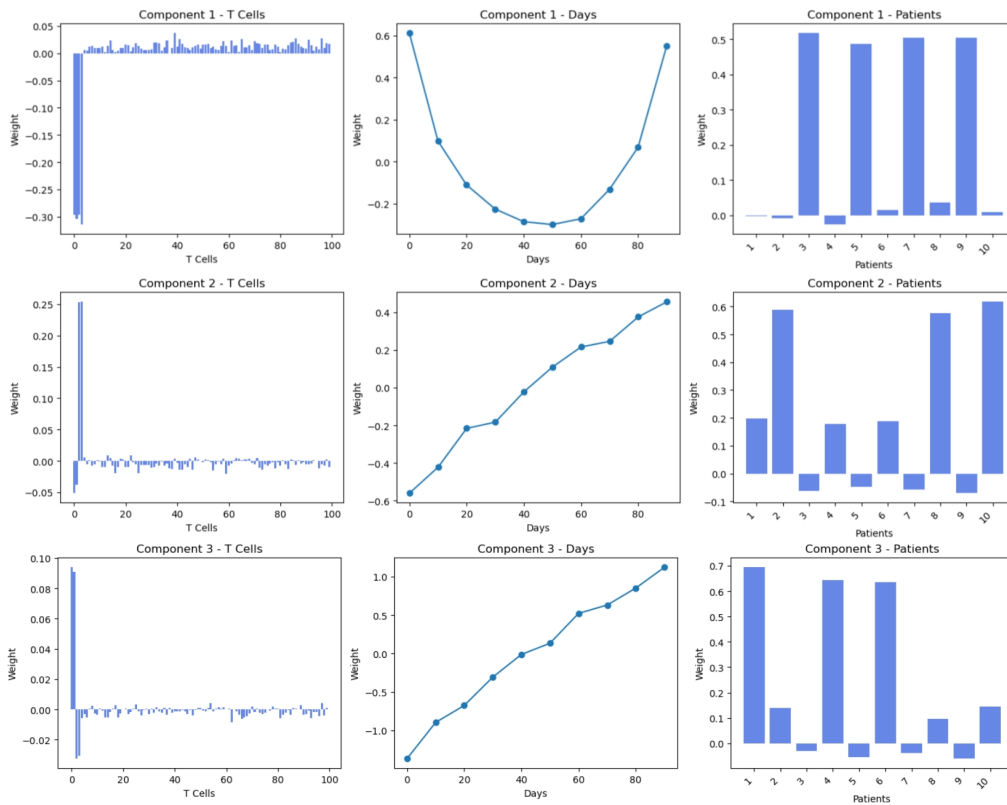 Component 1 - T Cells
0.05
0.00
−0.05
−0.10
−0.15
−0.20
−0.25
−0.30
Weight
0 20 40 60 80 100
T Cells
Component 1 - Days
0.6
0.4
0.2
0.0
−0.2
Weight
0 20 40 60 80
Days
Component 1 - Patients
0.5
0.4
0.3
0.2
0.1
0.0
Weight
1 2 3 4 5 6 7 8 9 10
Patients
Component 2 - T Cells
0.25
0.20
0.15
0.10
0.05
0.00
−0.05
Weight
0 20 40 60 80 100
T Cells
Component 2 - Days
0.4
0.2
0.0
−0.2
−0.4
−0.6
Weight
0 20 40 60 80
Days
Component 2 - Patients
0.6
0.5
0.4
0.3
0.2
0.1
0.0
−0.1
Weight
1 2 3 4 5 6 7 8 9 10
Patients
Component 3 - T Cells
0.10
0.08
0.06
0.04
0.02
0.00
−0.02
Weight
0 20 40 60 80 100
T Cells
Component 3 - Days
1.0
0.5
0.0
−0.5
−1.0
Weight
0 20 40 60 80
Days
Component 3 - Patients
0.7
0.6
0.5
0.4
0.3
0.2
0.1
0.0
Weight
1 2 3 4 5 6 7 8 9 10
Patients